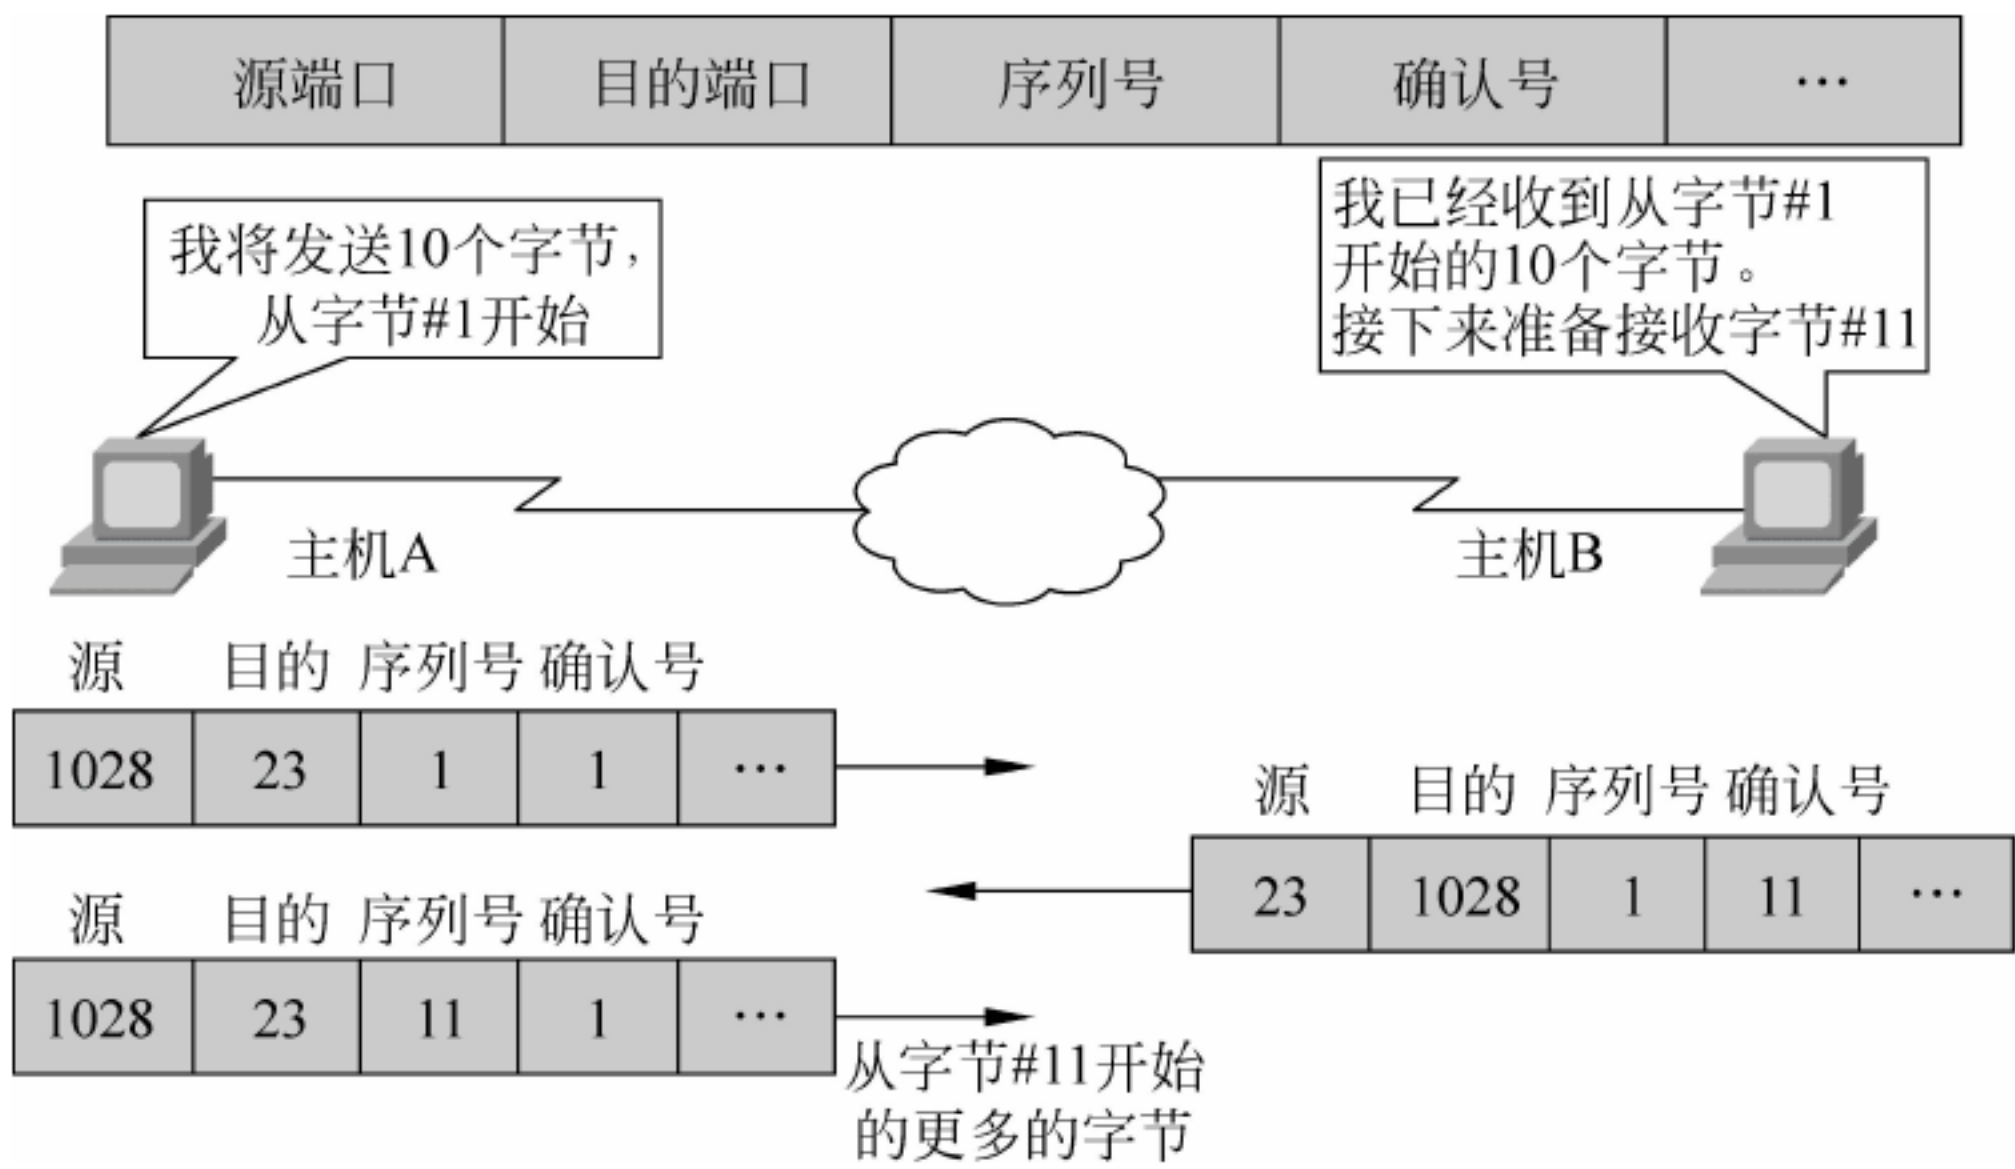 源端口 目的端口 序列号 确认号 …
我将发送10个字节，
从字节#1开始
我已经收到从字节#1
开始的10个字节。
接下来准备接收字节#11
主机A
主机B
源 目的 序列号 确认号
1028 23 1 1 …
源 目的 序列号 确认号
23 1028 1 11 …
源 目的 序列号 确认号
1028 23 11 1 …
从字节#11开始
的更多的字节